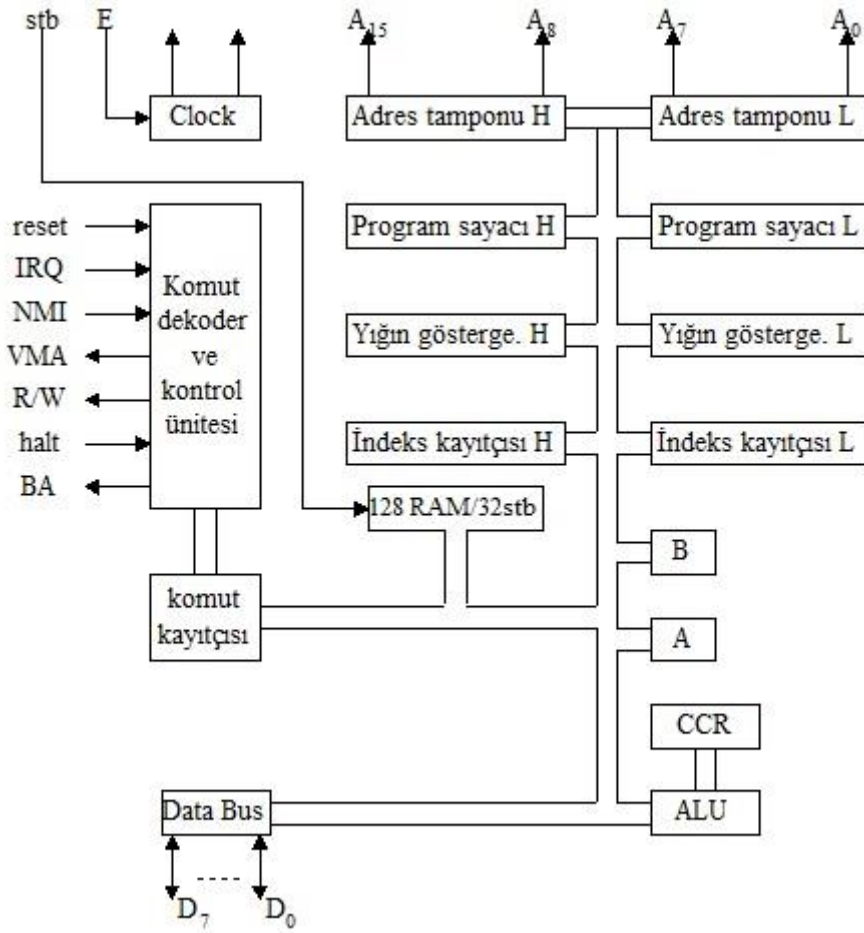 stb E A15 A8 A7 A0
Clock
Adres tamponu H
Adres tamponu L
reset
IRQ
NMI
VMA
R/W
halt
BA
Komut
dekoder
ve
kontrol
ünitesi
Program sayacı H
Program sayacı L
Yığın gösterge. H
Yığın gösterge. L
İndeks kayıtçısı H
İndeks kayıtçısı L
128 RAM/32stb
B
komut
kayıtçısı
A
CCR
Data Bus
ALU
D7 D0